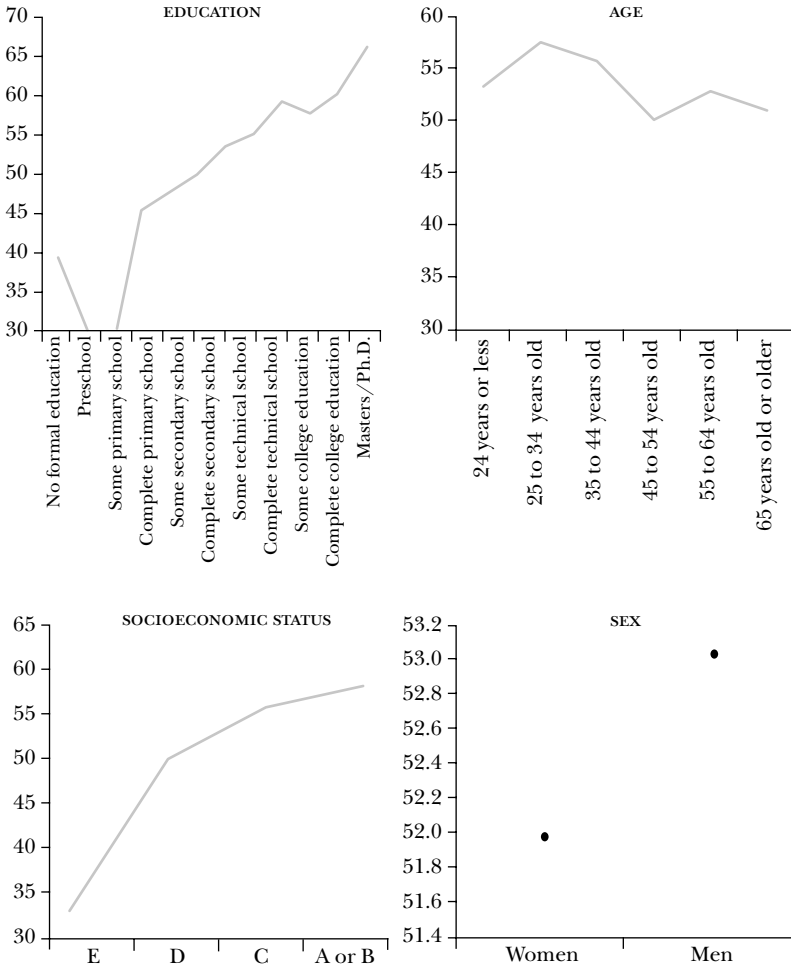 EDUCATION
70
65
60
55
50
45
40
35
30
No formal education
Preschool
Some primary school
Complete primary school
Some secondary school
Complete secondary school
Some technical school
Complete technical school
Some college education
Complete college education
Masters/Ph.D.
AGE
60
55
50
45
40
35
30
24 years or less
25 to 34 years old
35 to 44 years old
45 to 54 years old
55 to 64 years old
65 years old or older
SOCIOECONOMIC STATUS
65
60
55
50
45
40
35
30
E D C A or B
SEX
53.2
53.0
52.8
52.6
52.4
52.2
52.0
51.8
51.6
51.4
Women Men